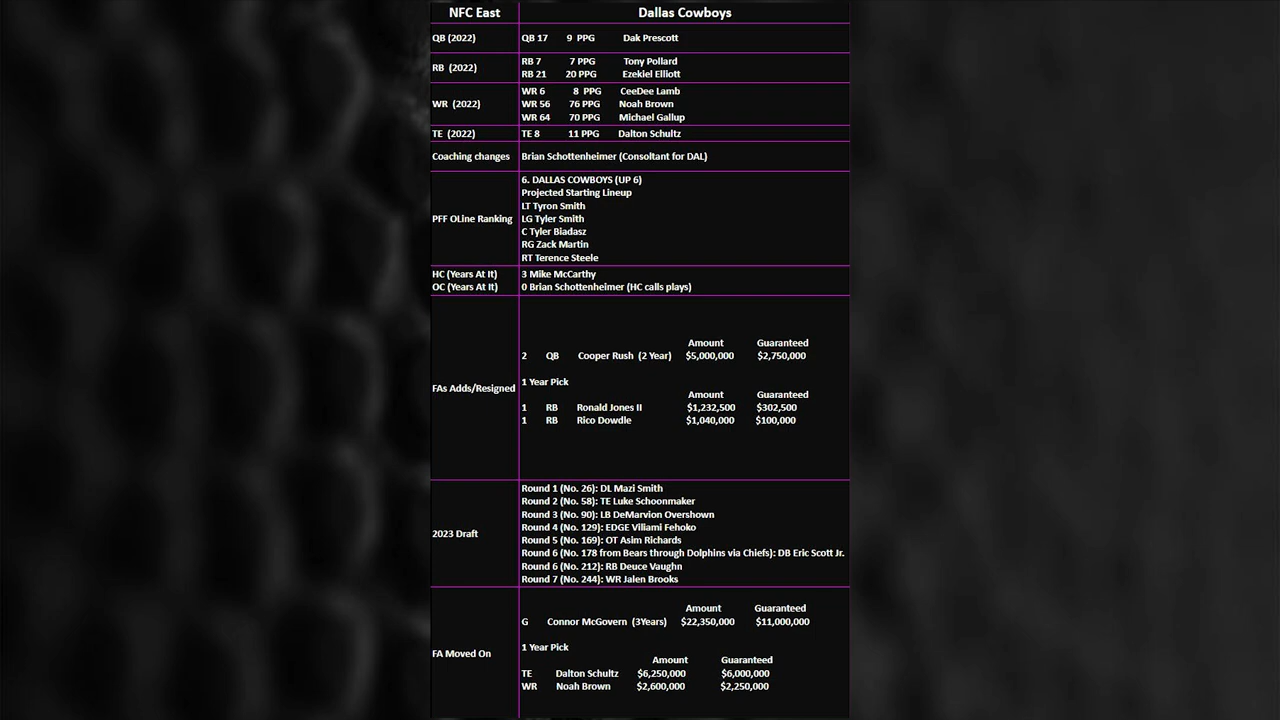 NFC East Dallas Cowboys
QB (2022) QB 17 9 PPG Dak Prescott
RB (2022) RB 7 7 PPG Tony Pollard
RB 21 20 PPG Ezekiel Elliott
WR (2022) WR 6 8 PPG CeeDee Lamb
WR 56 76 PPG Noah Brown
WR 64 70 PPG Michael Gallup
TE (2022) TE 8 11 PPG Dalton Schultz
Coaching changes Brian Schottenheimer (Consoltant for DAL)
PFF OLine Ranking
6. DALLAS COWBOYS (UP 6)
Projected Starting Lineup
LT Tyron Smith
LG Tyler Smith
C Tyler Biadasz
RG Zack Martin
RT Terence Steele
HC (Years At It) 3 Mike McCarthy
OC (Years At It) 0 Brian Schottenheimer (HC calls plays)
FAs Adds/Resigned
Amount Guaranteed
2 QB Cooper Rush (2 Year) $5,000,000 $2,750,000
1 Year Pick
Amount Guaranteed
1 RB Ronald Jones II $1,232,500 $302,500
1 RB Rico Dowdle $1,040,000 $100,000
2023 Draft
Round 1 (No. 26): DL Mazi Smith
Round 2 (No. 58): TE Luke Schoonmaker
Round 3 (No. 90): LB DeMarvion Overshown
Round 4 (No. 129): EDGE Viliami Fehoko
Round 5 (No. 169): OT Asim Richards
Round 6 (No. 178 from Bears through Dolphins via Chiefs): DB Eric Scott Jr.
Round 6 (No. 212): RB Deuce Vaughn
Round 7 (No. 244): WR Jalen Brooks
FA Moved On
Amount Guaranteed
G Connor McGovern (3Years) $22,350,000 $11,000,000
1 Year Pick
Amount Guaranteed
TE Dalton Schultz $6,250,000 $6,000,000
WR Noah Brown $2,600,000 $2,250,000